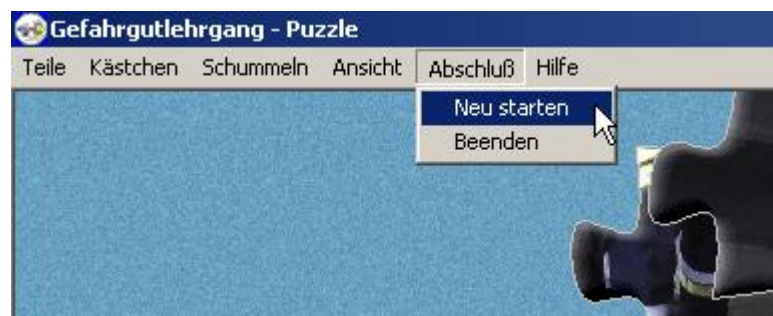 Gefahrgutlehrgang - Puzzle
Teile Kästchen Schummeln Ansicht Abschluß Hilfe
Neu starten
Beenden